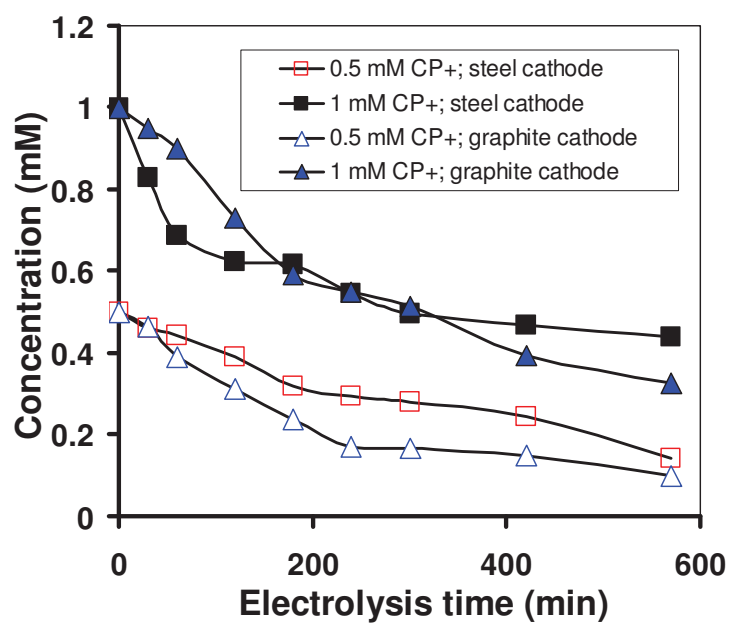 1.2
1
0.8
0.6
0.4
0.2
0
Concentration (mM)
0.5 mM CP+; steel cathode
1 mM CP+; steel cathode
0.5 mM CP+; graphite cathode
1 mM CP+; graphite cathode
0 200 400 600
Electrolysis time (min)